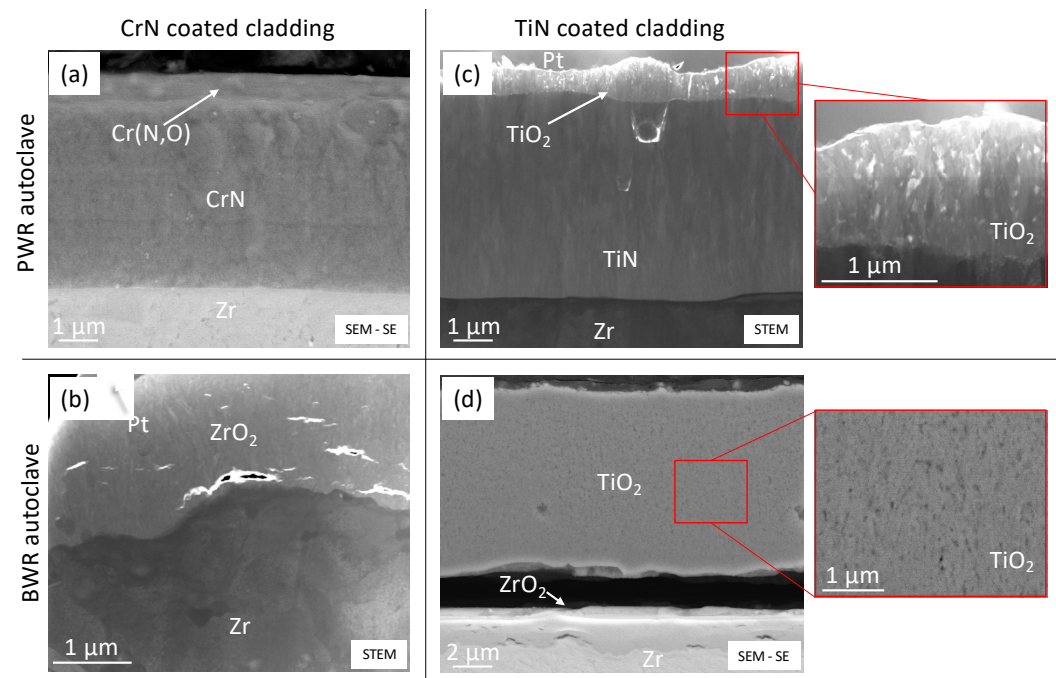 CrN coated cladding
TiN coated cladding
PWR autoclave
(a)
Cr(N,O)
CrN
Zr
1 µm
SEM - SE
(c)
Pt
TiO2
TiN
Zr
1 µm
STEM
TiO2
1 µm
BWR autoclave
(b)
Pt
ZrO2
Zr
1 µm
STEM
(d)
TiO2
ZrO2
Zr
2 µm
SEM - SE
TiO2
1 µm